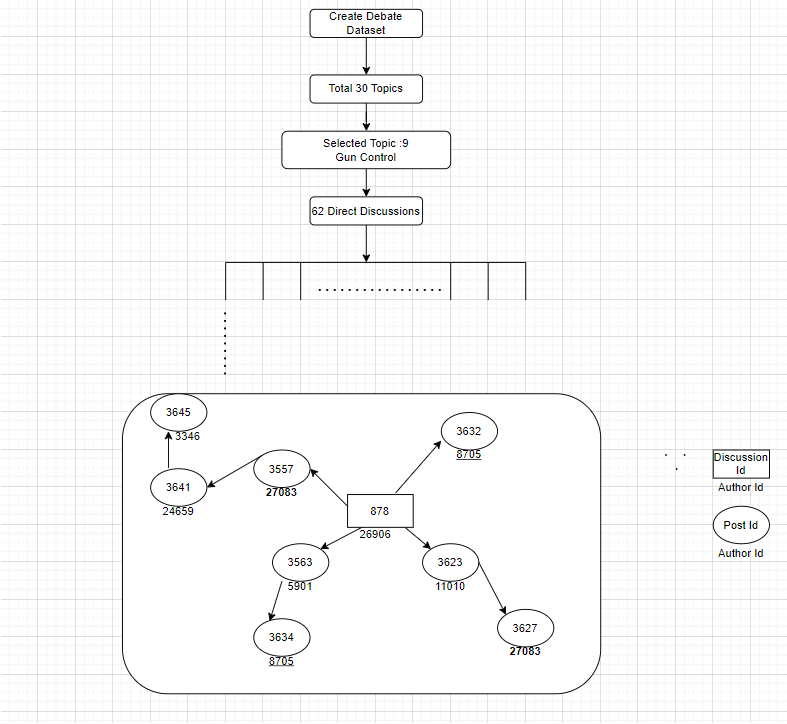 Create Debate
Dataset
Total 30 Topics
Selected Topic :9
Gun Control
62 Direct Discussions
3645
3346
3632
8705
3557
27083
3641
24659
878
26906
3563
5901
3623
11010
3634
8705
3627
27083
Discussion
Id
Author Id
Post Id
Author Id